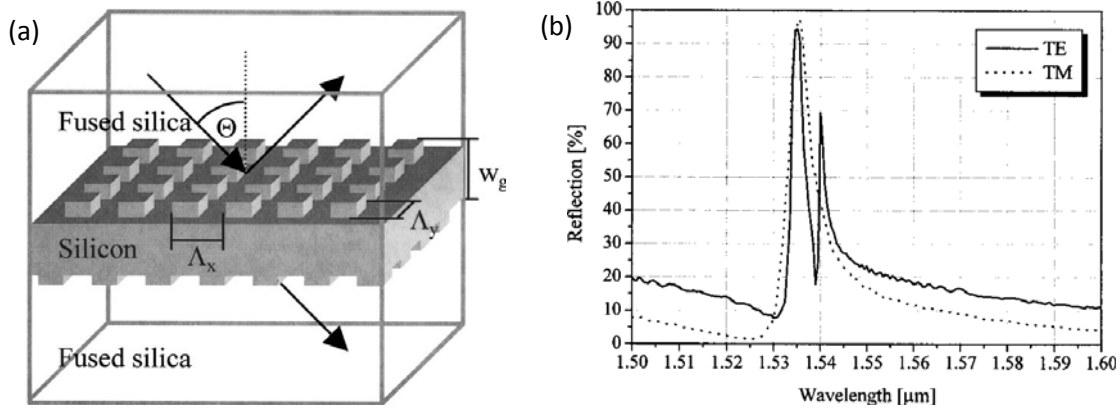 (a)
Fused silica
Θ
w_g
Λ_y
Silicon
Λ_x
Fused silica
(b)
100
90
80
70
60
50
40
30
20
10
0
Reflection [%]
TE
TM
1.50 1.51 1.52 1.53 1.54 1.55 1.56 1.57 1.58 1.59 1.60
Wavelength [μm]